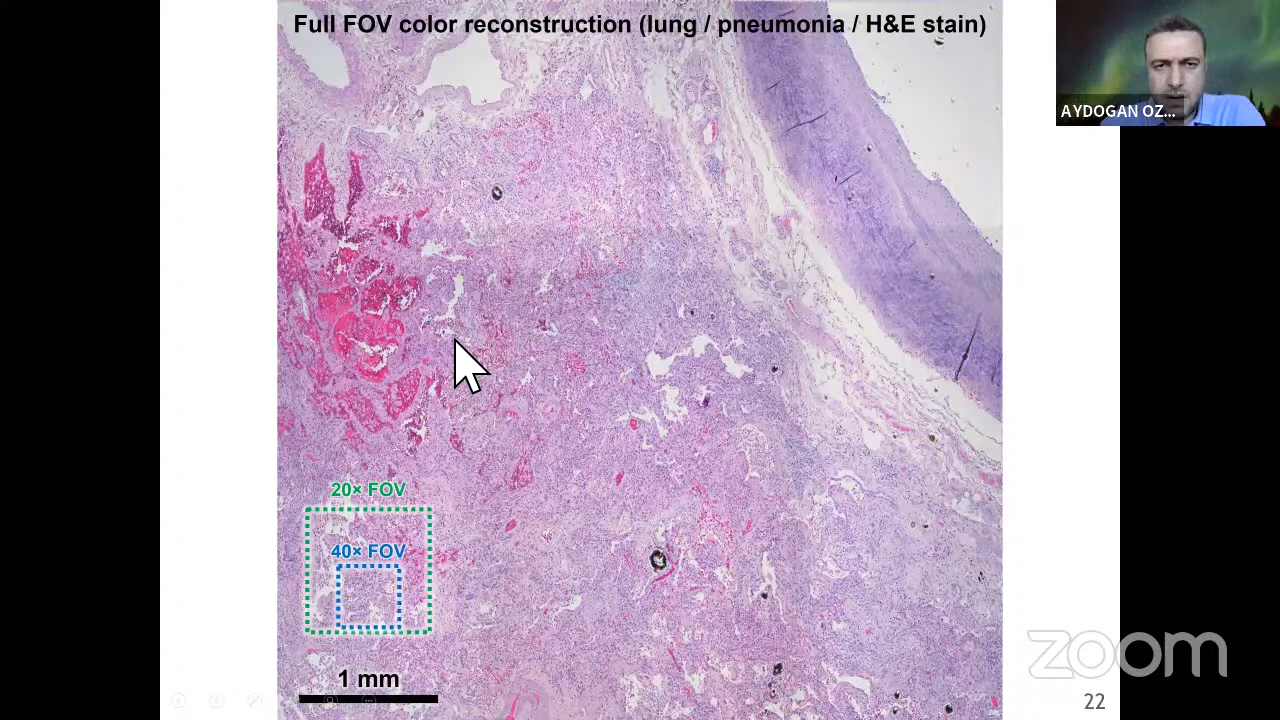 Full FOV color reconstruction (lung / pneumonia / H&E stain)
AYDOGAN OZ...
20× FOV
40× FOV
1 mm
zoom
22